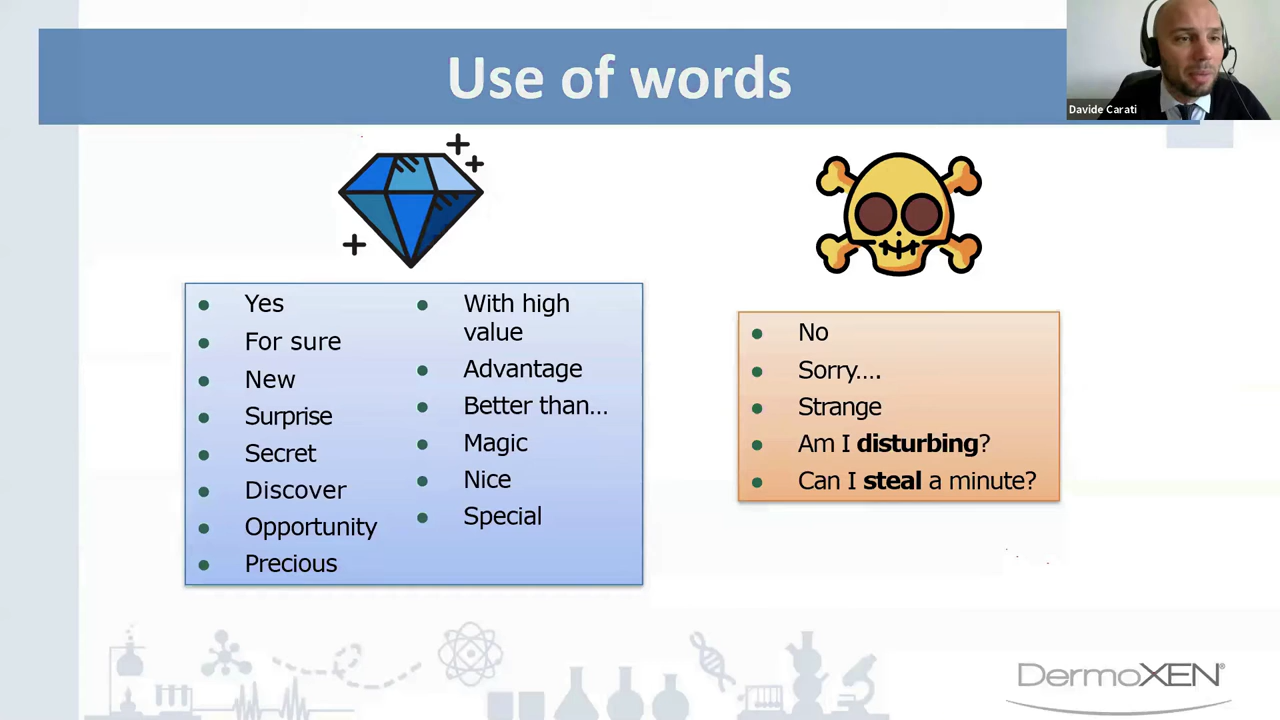 Use of words
Davide Carati
Yes
For sure
New
Surprise
Secret
Discover
Opportunity
Precious
With high
value
Advantage
Better than...
Magic
Nice
Special
No
Sorry....
Strange
Am I disturbing?
Can I steal a minute?
DermoXEN®